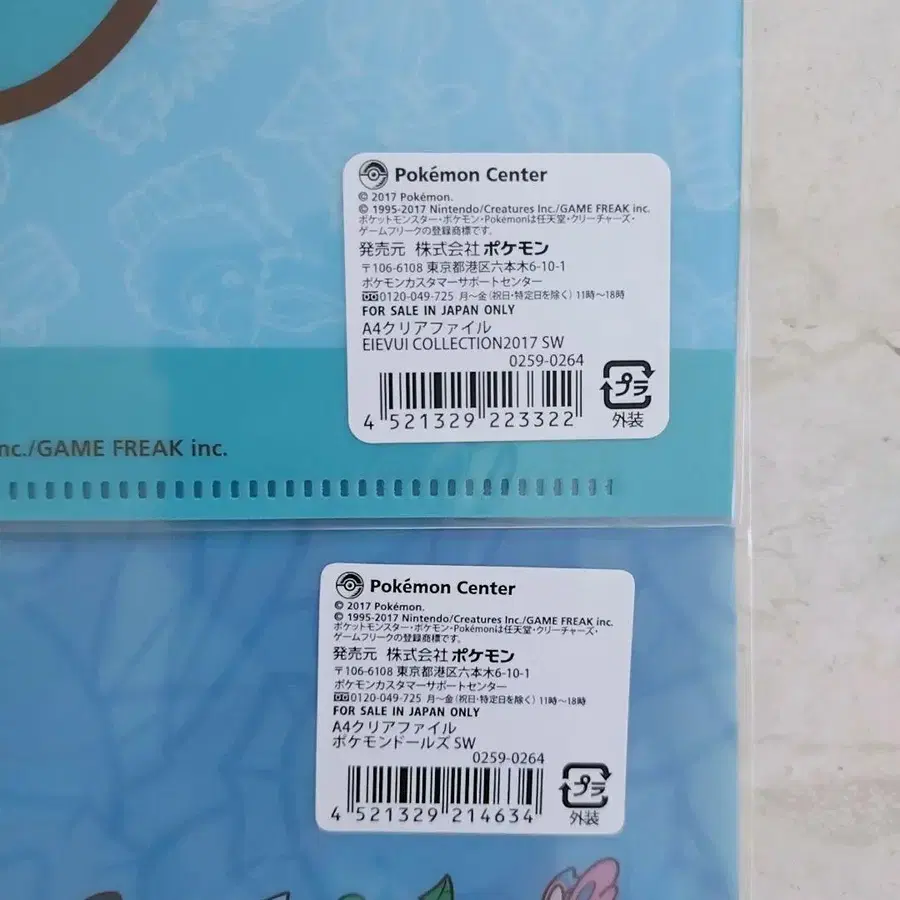 Pokémon Center
© 2017 Pokémon.
© 1995-2017 Nintendo/Creatures Inc./GAME FREAK inc.
ポケットモンスター・ポケモン・Pokémonは任天堂・クリーチャーズ・
ゲームフリークの登録商標です。
発売元 株式会社ポケモン
〒106-6108 東京都港区六本木6-10-1
ポケモンカスタマーサポートセンター
0120-049-725 月〜金(祝日・特定日を除く)11時〜18時
FOR SALE IN JAPAN ONLY
A4クリアファイル
EIEVUI COLLECTION2017 SW
0259-0264
4 521329 223322
プラ
外装
nc./GAME FREAK inc.
Pokémon Center
© 2017 Pokémon.
© 1995-2017 Nintendo/Creatures Inc./GAME FREAK inc.
ポケットモンスター・ポケモン・Pokémonは任天堂・クリーチャーズ・
ゲームフリークの登録商標です。
発売元 株式会社ポケモン
〒106-6108 東京都港区六本木6-10-1
ポケモンカスタマーサポートセンター
0120-049-725 月〜金(祝日・特定日を除く)11時〜18時
FOR SALE IN JAPAN ONLY
A4クリアファイル
ポケモンドールズ SW
0259-0264
4 521329 214634
プラ
外装